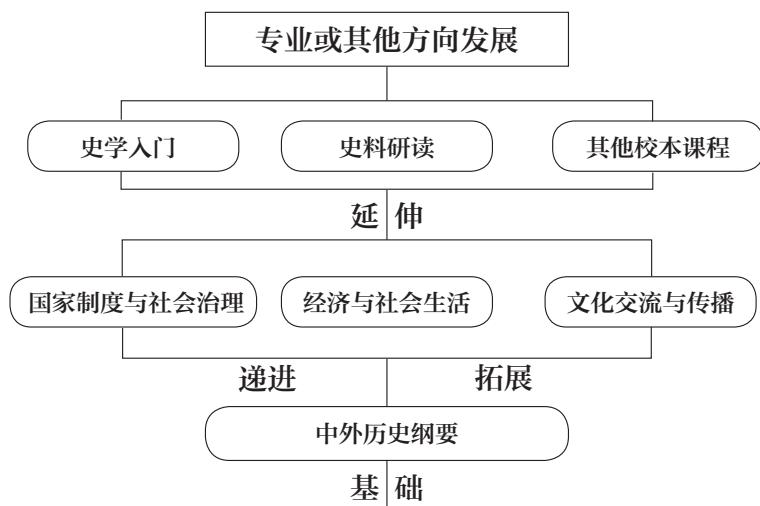 专业或其他方向发展
史学入门 史料研读 其他校本课程
延伸
国家制度与社会治理 经济与社会生活 文化交流与传播
递进 拓展
中外历史纲要
基础